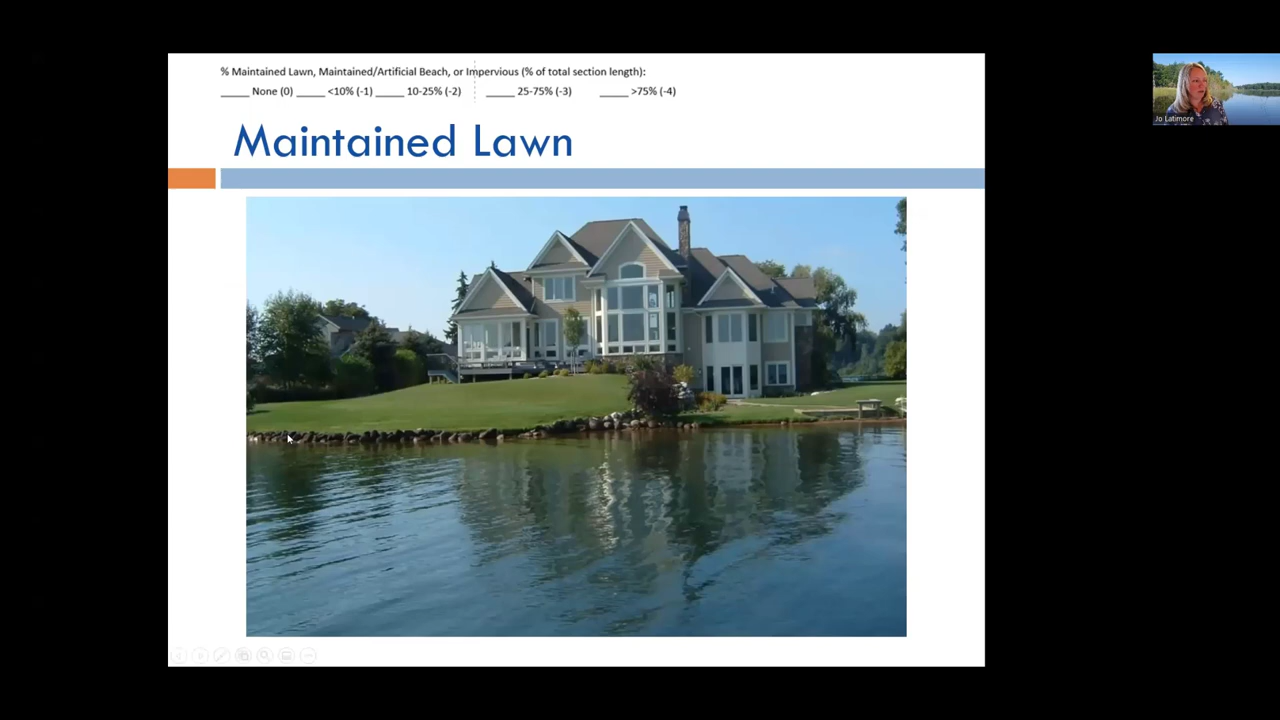 % Maintained Lawn, Maintained/Artificial Beach, or Impervious (% of total section length):
_____ None (0) _____ <10% (-1) _____ 10-25% (-2) _____ 25-75% (-3) _____ >75% (-4)
Maintained Lawn
Jo Latimore